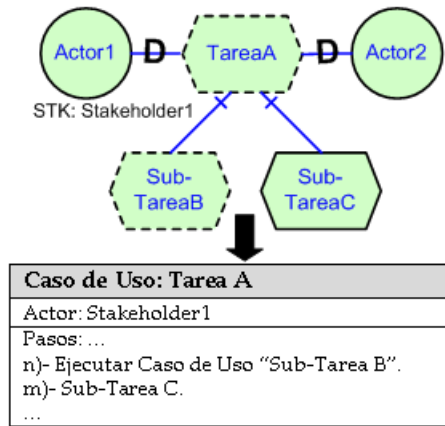 Actor1
D
TareaA
D
Actor2
STK: Stakeholder1
Sub-
TareaB
Sub-
TareaC
Caso de Uso: Tarea A
Actor: Stakeholder1
Pasos: ...
n)- Ejecutar Caso de Uso “Sub-Tarea B”.
m)- Sub-Tarea C.
...